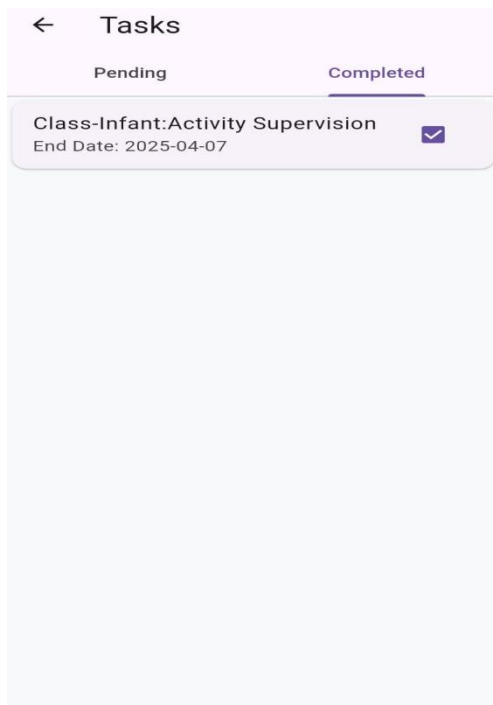 Tasks
Pending Completed
Class-Infant:Activity Supervision
End Date: 2025-04-07